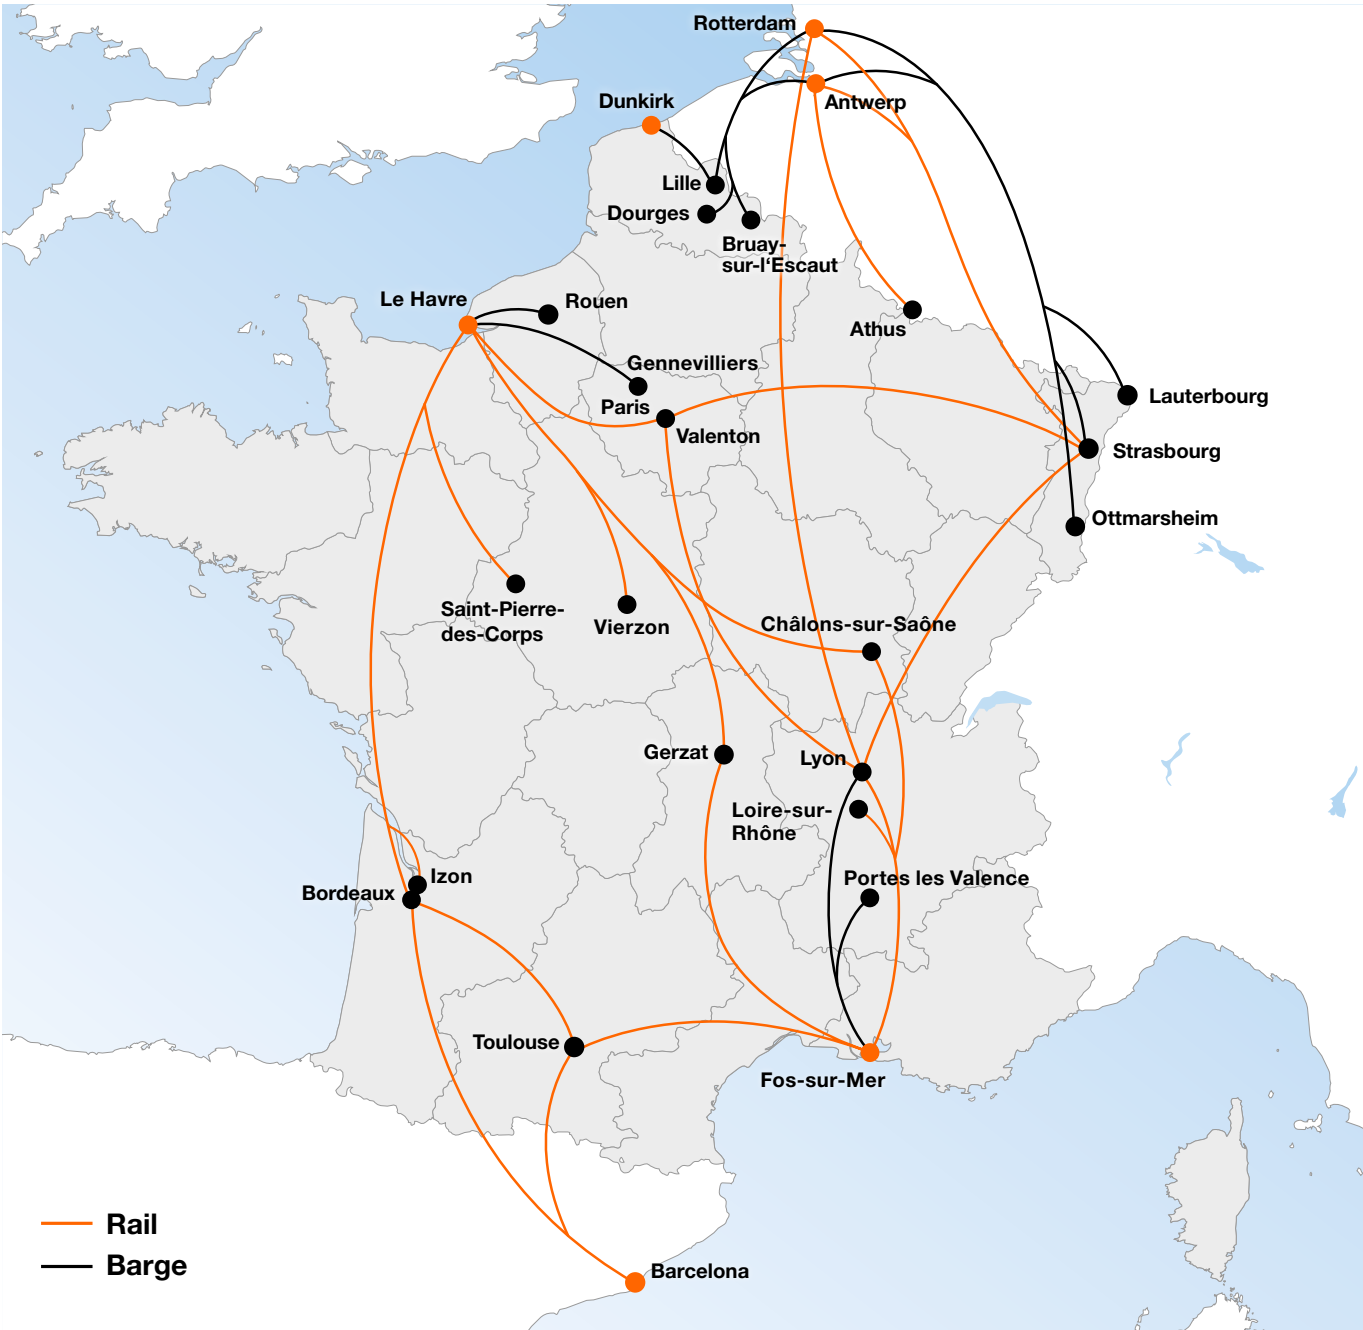 Rotterdam
Antwerp
Dunkirk
Lille
Dourges
Bruay-
sur-l‘Escaut
Le Havre
Rouen
Athus
Gennevilliers
Paris
Valenton
Lauterbourg
Strasbourg
Ottmarsheim
Saint-Pierre-
des-Corps
Vierzon
Châlons-sur-Saône
Gerzat
Lyon
Loire-sur-
Rhône
Izon
Bordeaux
Portes les Valence
Toulouse
Fos-sur-Mer
Rail
Barge
Barcelona